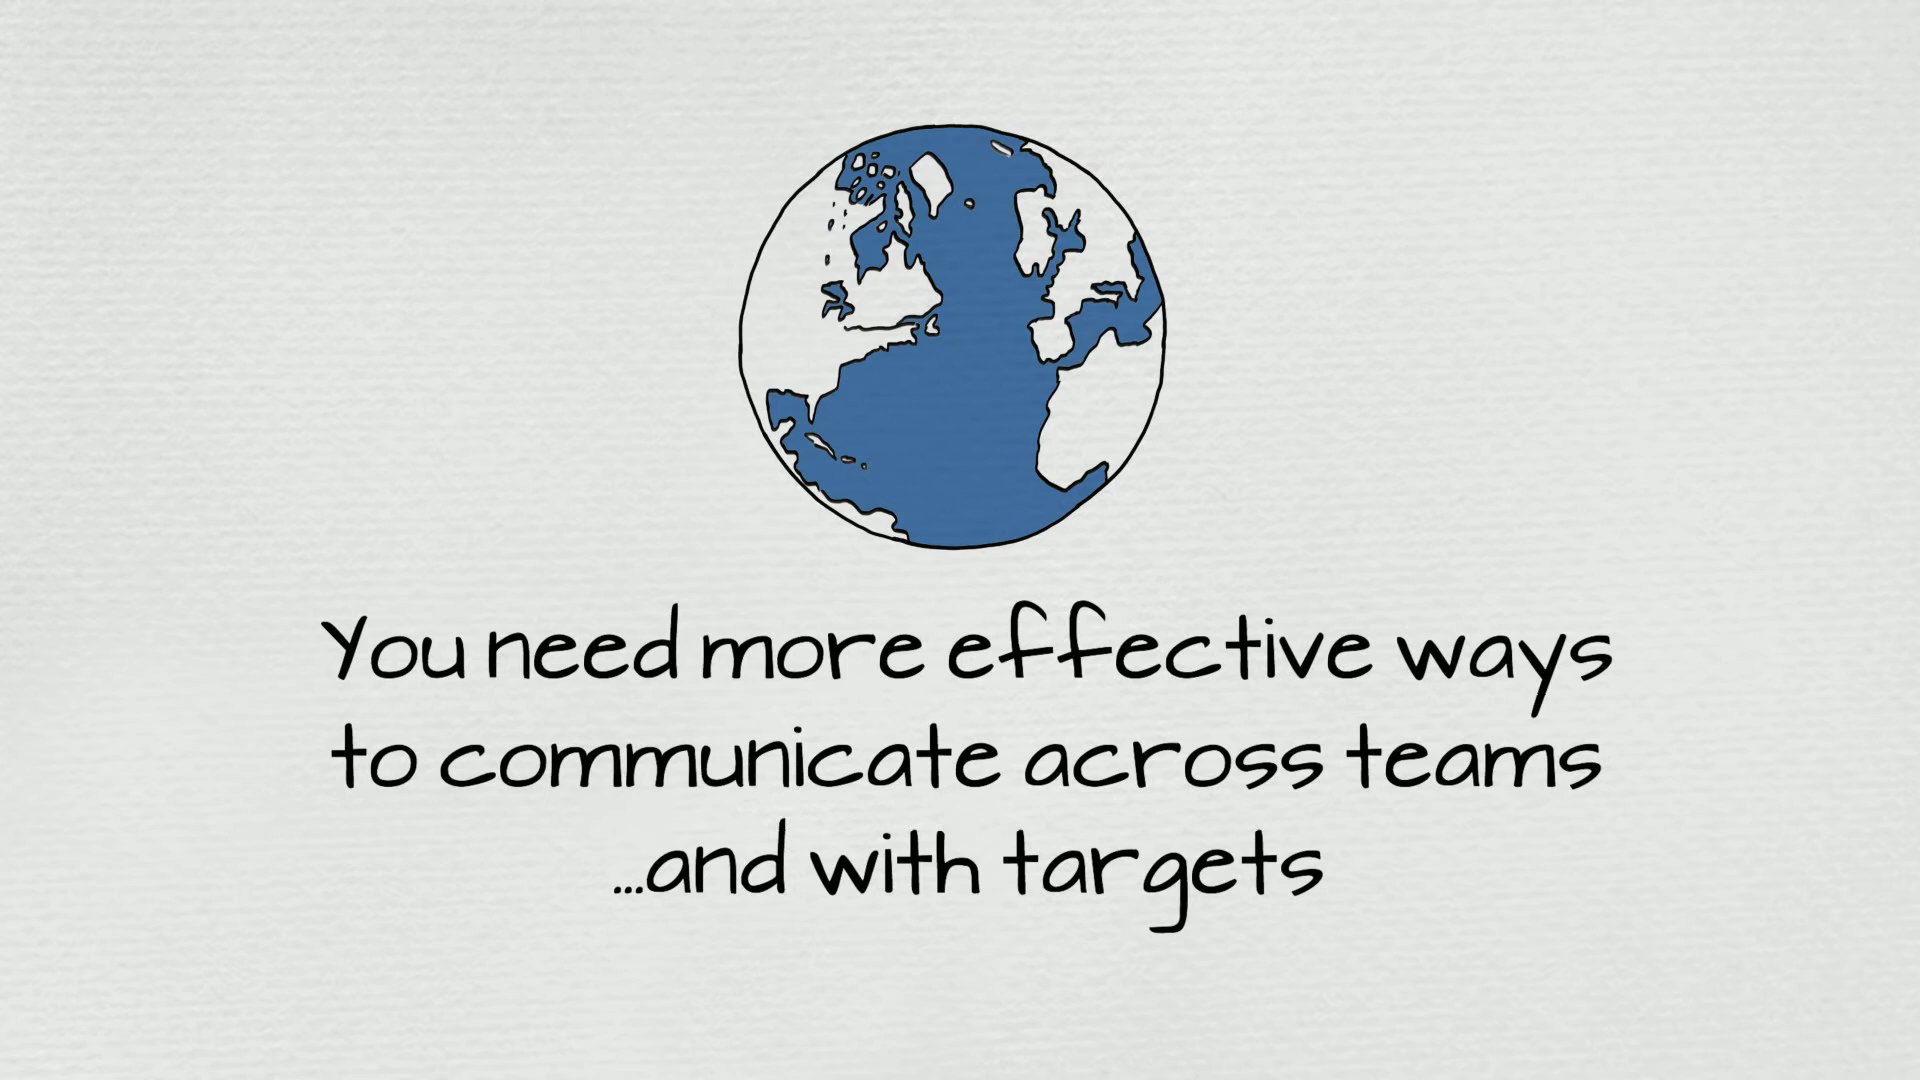 You need more effective ways
to communicate across teams
...and with targets